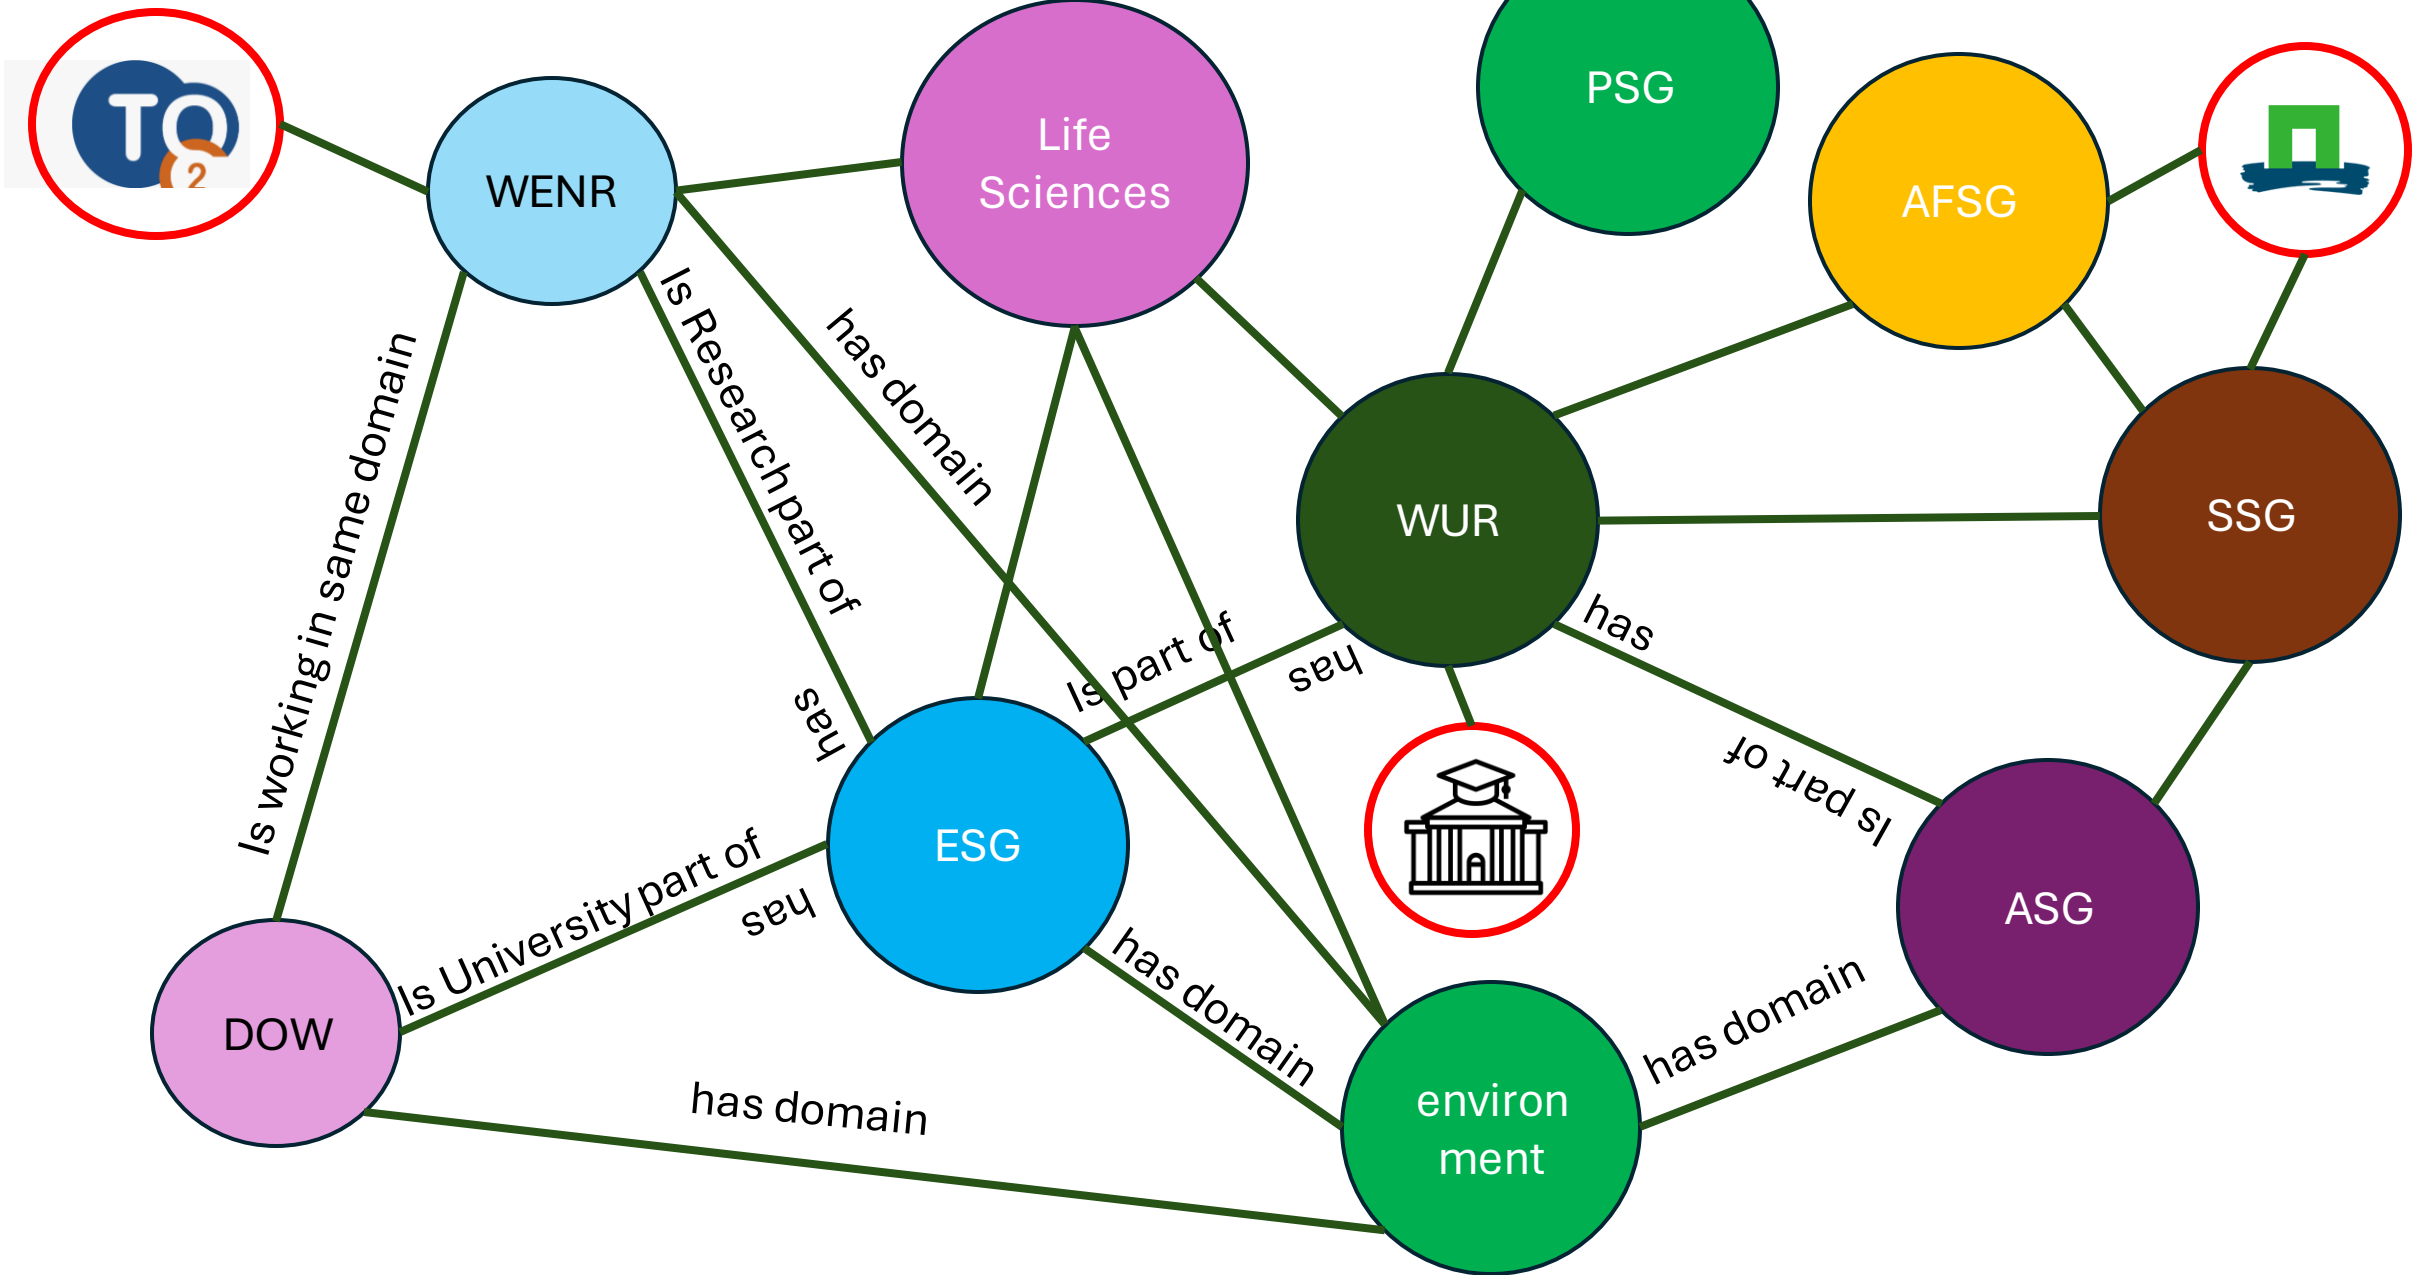 TO
2
WENR
Life
Sciences
PSG
AFSG
WUR
SSG
Is working in same domain
Is Research part of
has
has domain
Is part of
has
has
Is part of
ESG
ASG
Is University part of
has
DOW
has domain
has domain
has domain
environ
ment